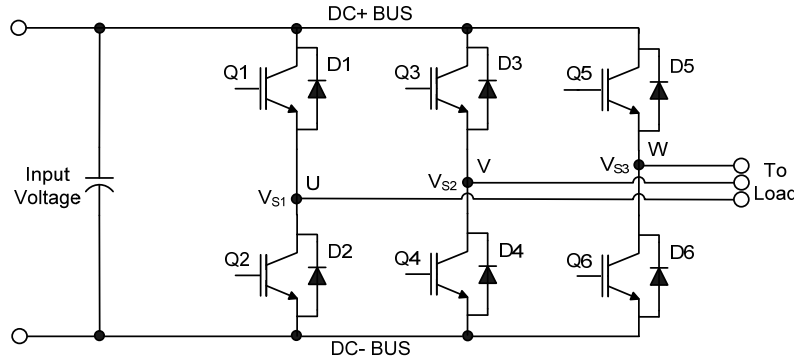 DC+ BUS
Q1
D1
Q3
D3
Q5
D5
Input
Voltage
VS1
U
VS2
V
VS3
W
To
Load
Q2
D2
Q4
D4
Q6
D6
DC- BUS